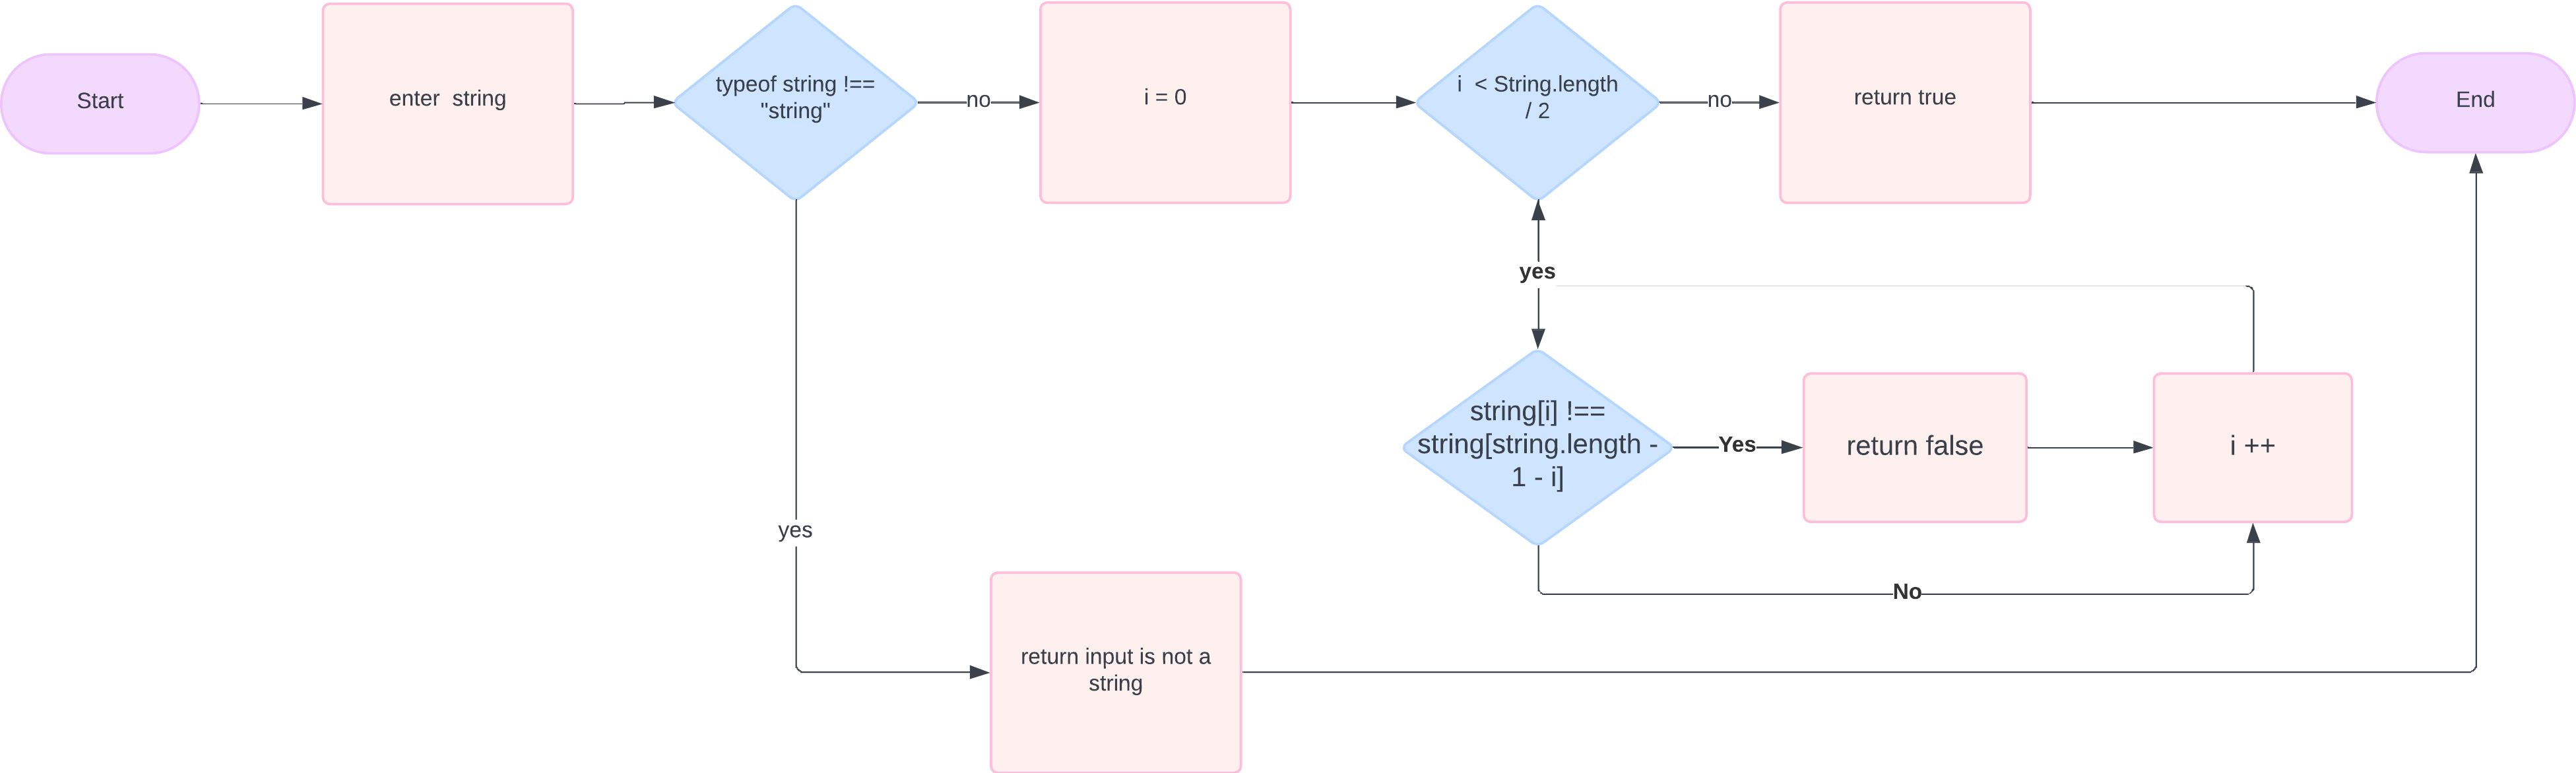 Start
enter  string
typeof string !==
"string"
no
i = 0
i  < String.length
/ 2
no
return true
End
yes
string[i] !==
string[string.length -
1 - i]
Yes
return false
i ++
yes
No
return input is not a
string